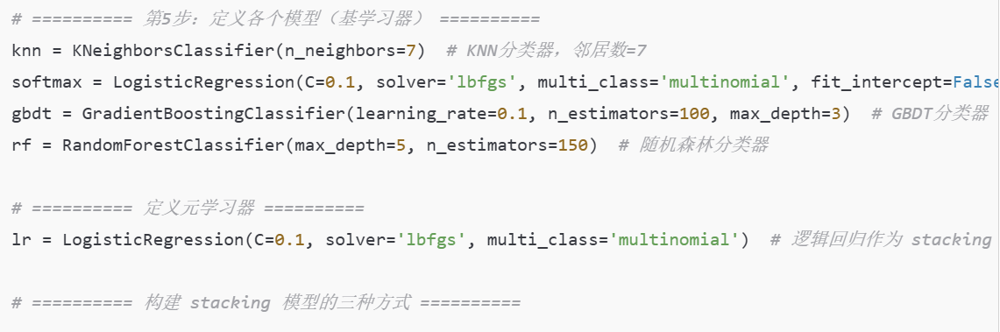 # ========== 第5步：定义各个模型（基学习器） ==========
knn = KNeighborsClassifier(n_neighbors=7)  # KNN分类器，邻居数=7
softmax = LogisticRegression(C=0.1, solver='lbfgs', multi_class='multinomial', fit_intercept=False
gbdt = GradientBoostingClassifier(learning_rate=0.1, n_estimators=100, max_depth=3)  # GBDT分类器
rf = RandomForestClassifier(max_depth=5, n_estimators=150)  # 随机森林分类器
# ========== 定义元学习器 ==========
lr = LogisticRegression(C=0.1, solver='lbfgs', multi_class='multinomial')  # 逻辑回归作为 stacking
# ========== 构建 stacking 模型的三种方式 ==========